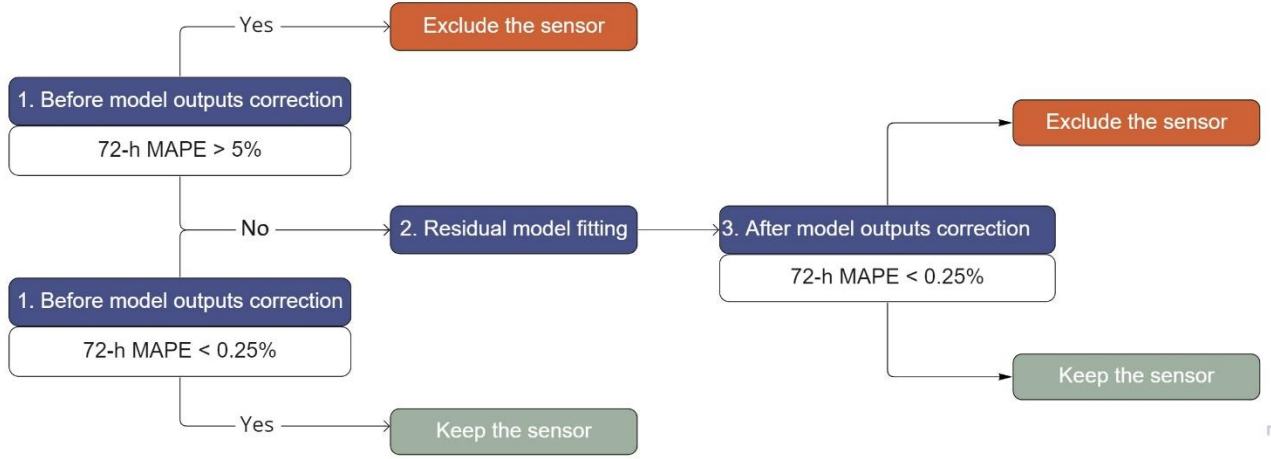 Yes
Exclude the sensor
1. Before model outputs correction
72-h MAPE > 5%
No
2. Residual model fitting
1. Before model outputs correction
72-h MAPE < 0.25%
Yes
Keep the sensor
3. After model outputs correction
72-h MAPE < 0.25%
Exclude the sensor
Keep the sensor